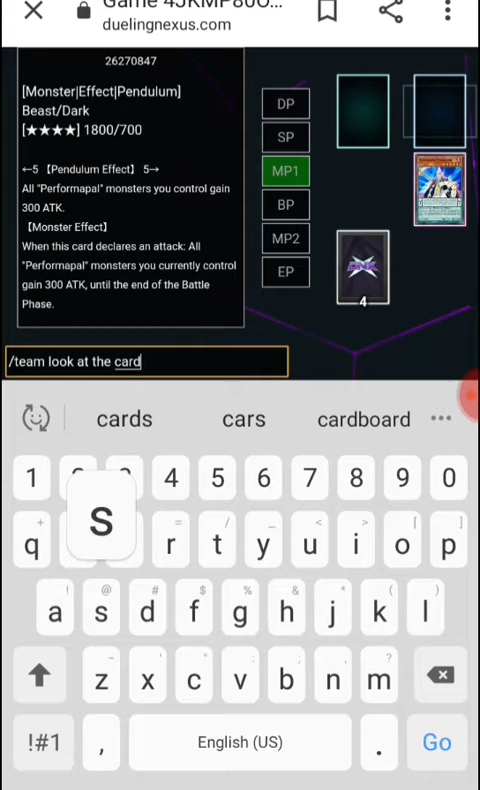 Game 4JKMP8UO...
duelingnexus.com
26270847
[Monster|Effect|Pendulum]
Beast/Dark
[★★★★] 1800/700
←5 【Pendulum Effect】 5→
All "Performapal" monsters you control gain
300 ATK.
【Monster Effect】
When this card declares an attack: All
"Performapal" monsters you currently control
gain 300 ATK, until the end of the Battle
Phase.
DP
SP
MP1
BP
MP2
EP
4
/team look at the card
cards cars cardboard •••
1 4 5 6 7 8 9 0
S
+ = / _ < > [ ]
q r t y u i o p
! @ # $ % & * ( )
a s d f g h j k l
- ' " : ; , ?
z x c v b n m
!#1 , English (US) . Go